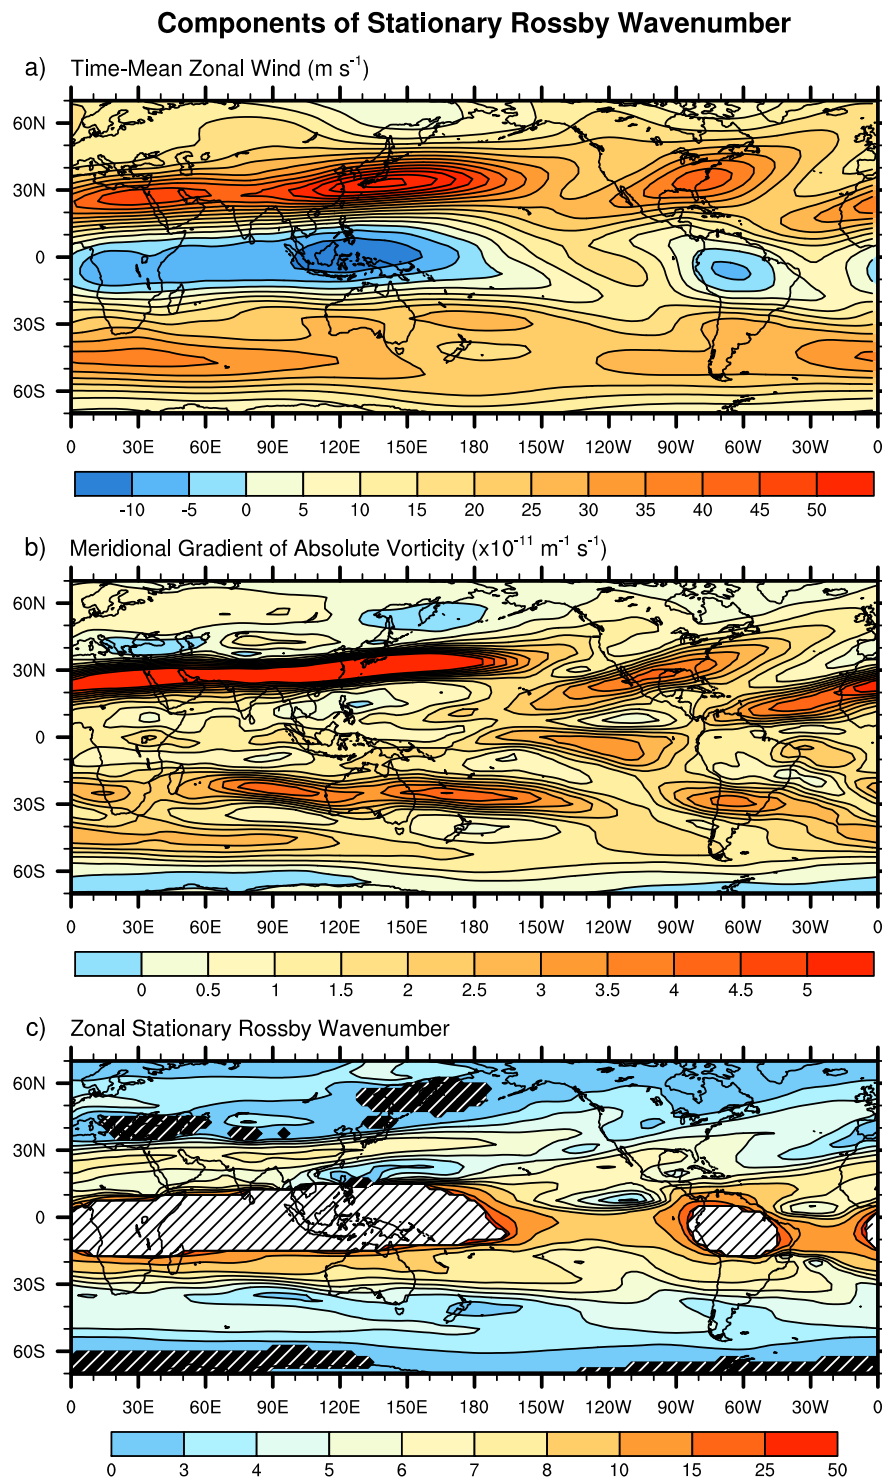 Components of Stationary Rossby Wavenumber
a) Time-Mean Zonal Wind (m s⁻¹)
60N
30N
0
30S
60S
0 30E 60E 90E 120E 150E 180 150W 120W 90W 60W 30W 0
-10 -5 0 5 10 15 20 25 30 35 40 45 50
b) Meridional Gradient of Absolute Vorticity (x10⁻¹¹ m⁻¹ s⁻¹)
60N
30N
0
30S
60S
0 30E 60E 90E 120E 150E 180 150W 120W 90W 60W 30W 0
0 0.5 1 1.5 2 2.5 3 3.5 4 4.5 5
c) Zonal Stationary Rossby Wavenumber
60N
30N
0
30S
60S
0 30E 60E 90E 120E 150E 180 150W 120W 90W 60W 30W 0
0 3 4 5 6 7 8 10 15 25 50